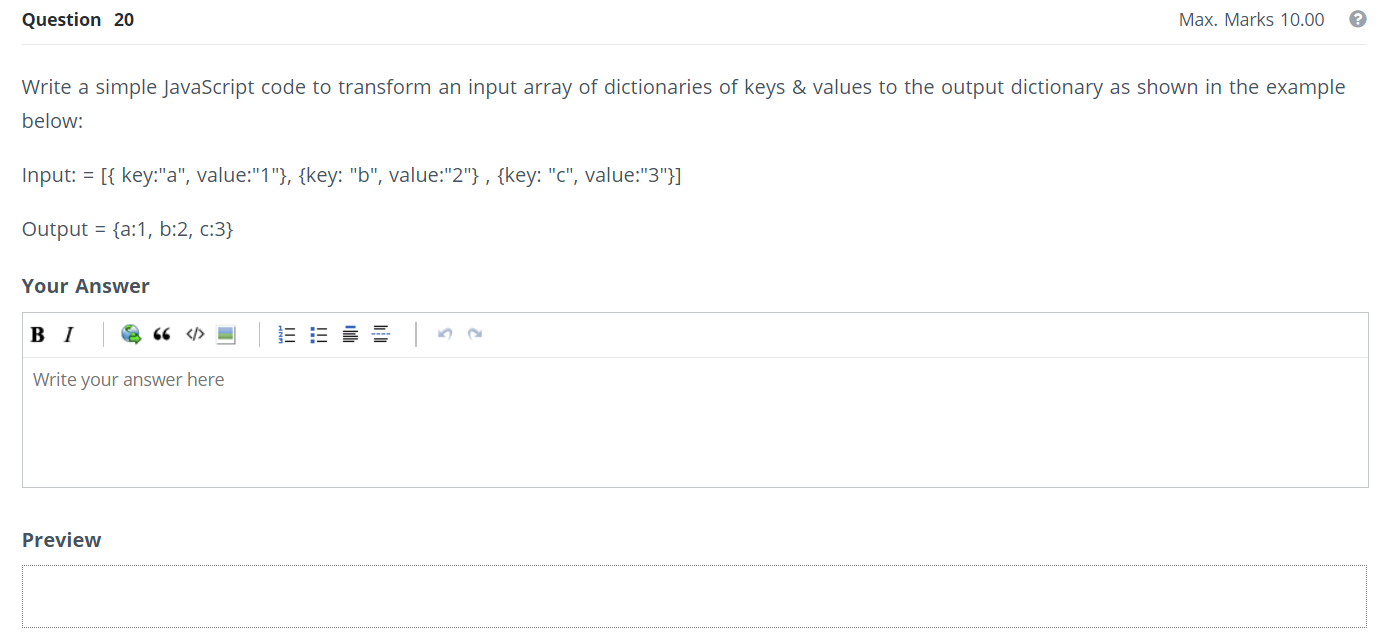 Question 20
Max. Marks 10.00
Write a simple JavaScript code to transform an input array of dictionaries of keys & values to the output dictionary as shown in the example
below:
Input: = [{ key:"a", value:"1"}, {key: "b", value:"2"} , {key: "c", value:"3"}]
Output = {a:1, b:2, c:3}
Your Answer
B I
Write your answer here
Preview